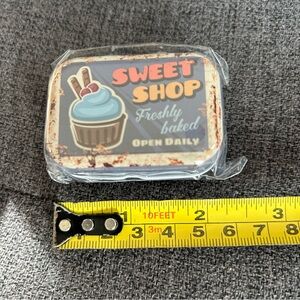 SWEET
SHOP
Freshly
baked
OPEN DAILY
1 10FEET 2 3
3m 4 5 6 7 8